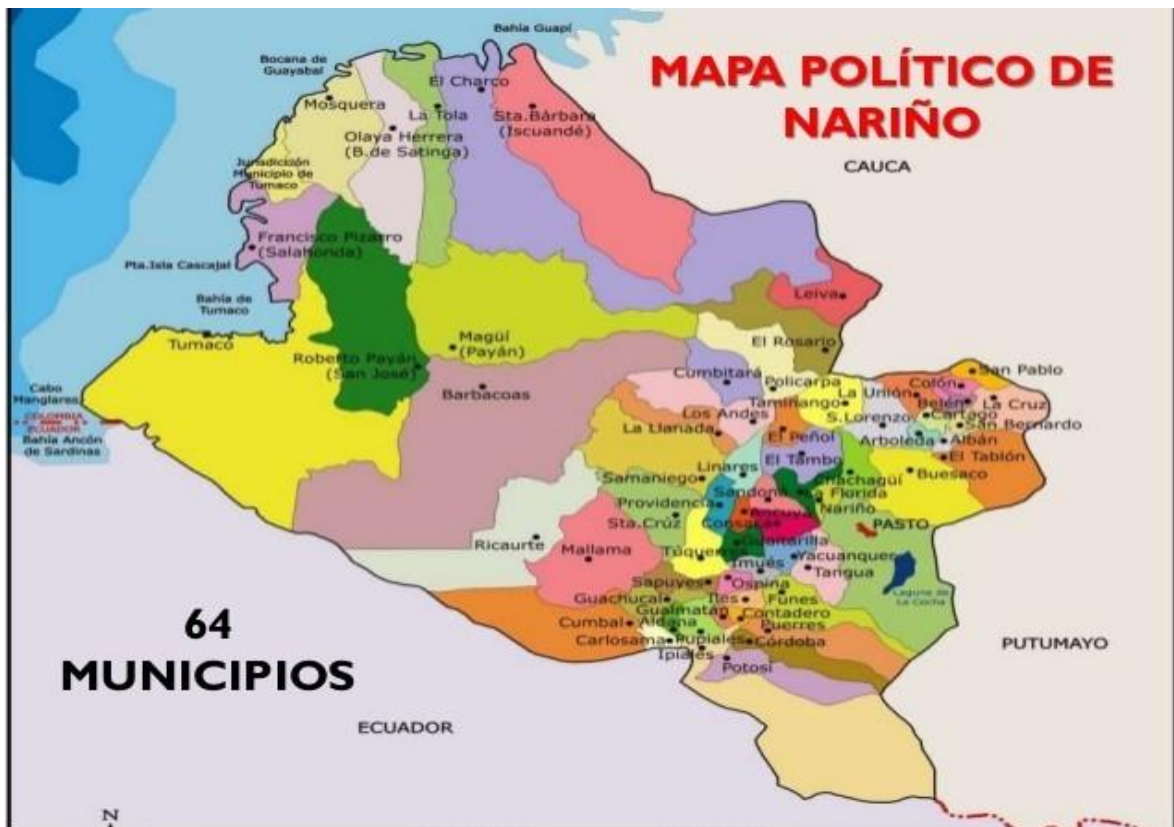 Bahía Guapí
MAPA POLÍTICO DE
NARIÑO
CAUCA
Bocana de
Guayabal
El Charco
Mosquera
La Tola
Sta.Bárbara
(Iscuandé)
Olaya Herrera
(B.de Satinga)
Jurisdicición
Municipio de
Tumaco
Francisco Pizarro
(Salahonda)
Pta.Isla Cascajal
Bahía de
Tumaco
Leiva
Tumaco
Magüí
(Payán)
Roberto Payán
(San José)
El Rosario
Barbacoas
Cumbitará
Policarpa
San Pablo
Colón
Cabo
Manglares
COLOMBIA
ECUADOR
Bahía Ancón
de Sardinas
Taminango
La Unión
Belén
La Cruz
Los Andes
S.Lorenzo
Cartago
San Bernardo
La Llanada
El Peñol
Arboleda
Albán
El Tambo
El Tablón
Linares
Buesaco
Samaniego
Chachagüí
Sandoná
La Florida
Providencia
Nariño
Ancuya
Sta.Crúz
Consacá
PASTO
Guaitarilla
Ricaurte
Mallama
Túquerres
Yacuanquer
Imués
Tangua
Sapuyes
Ospina
Laguna de
La Cocha
Guachucal
Iles
Funes
Gualmatán
Contadero
Cumbal
Aldana
Puerres
Carlosama
Pupiales
Córdoba
Ipiales
Potosí
64
MUNICIPIOS
PUTUMAYO
ECUADOR
N